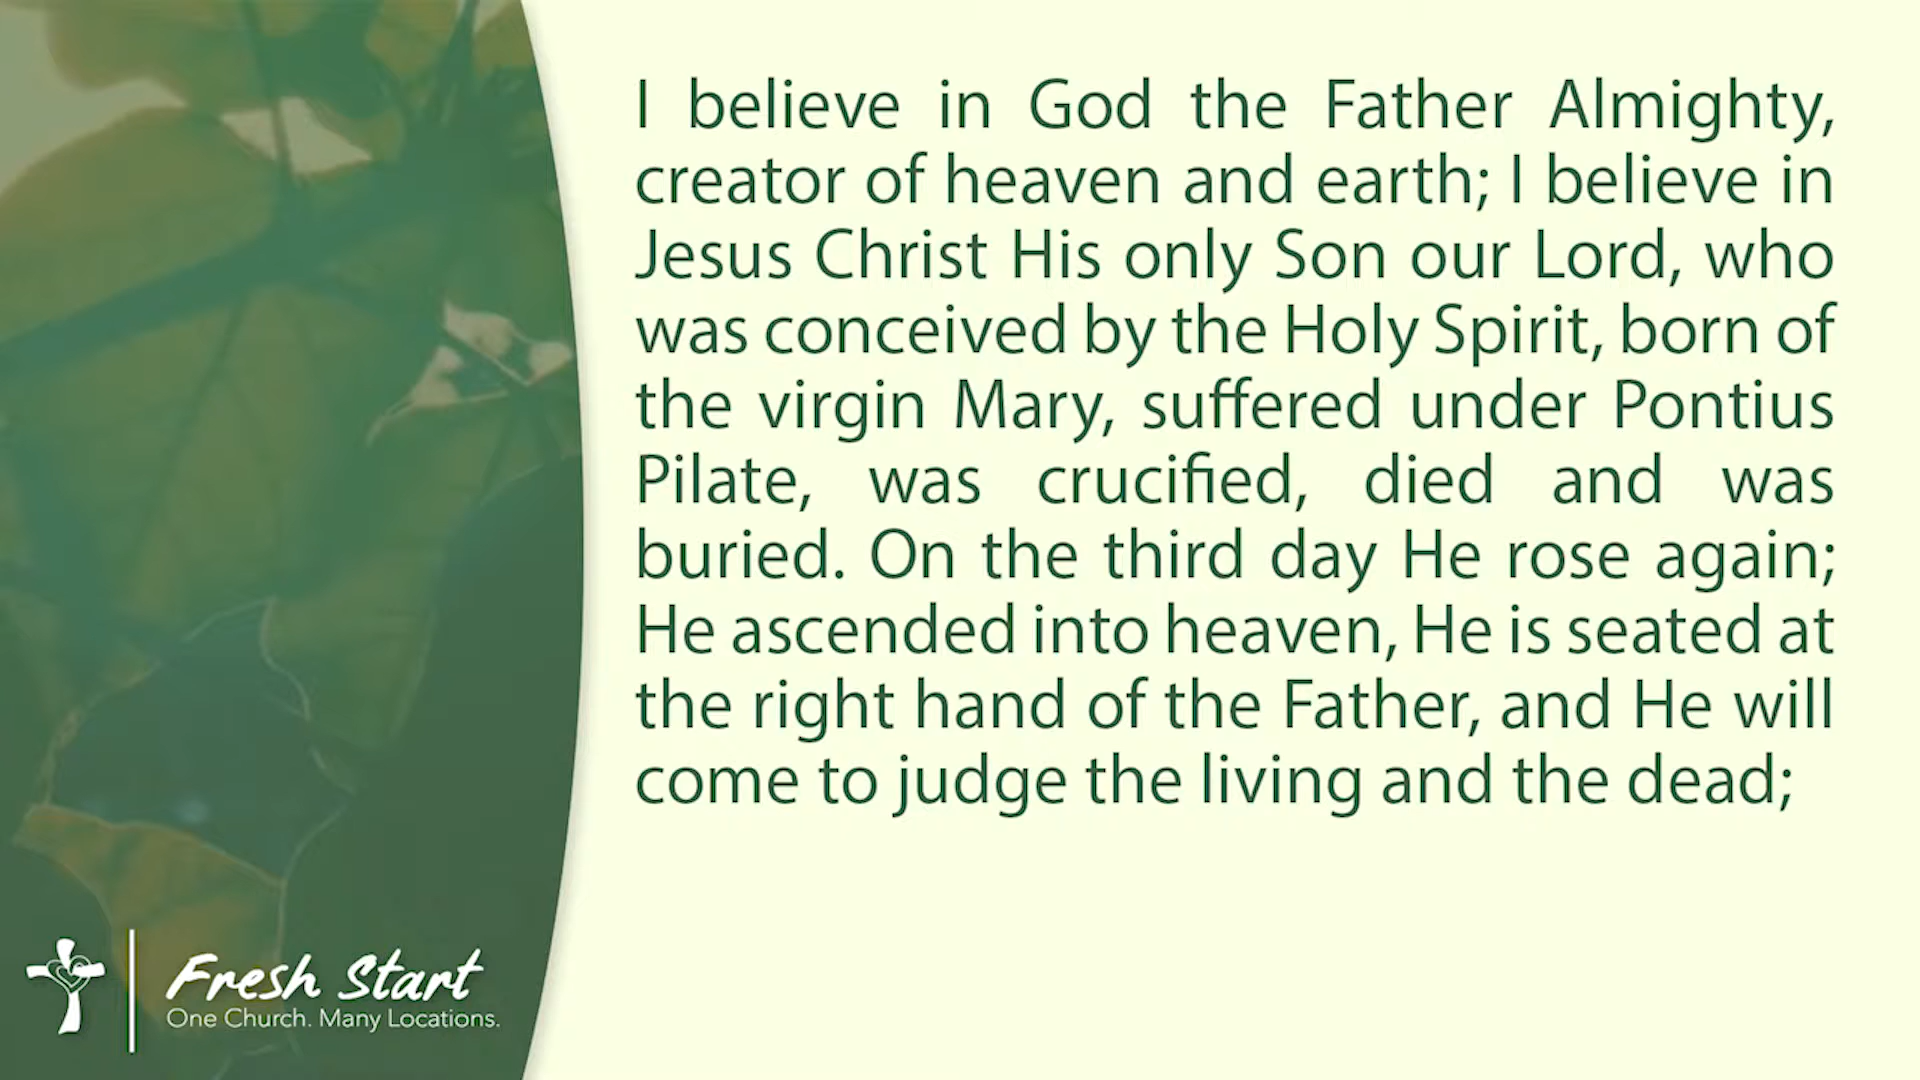 I believe in God the Father Almighty,
creator of heaven and earth; I believe in
Jesus Christ His only Son our Lord, who
was conceived by the Holy Spirit, born of
the virgin Mary, suffered under Pontius
Pilate, was crucified, died and was
buried. On the third day He rose again;
He ascended into heaven, He is seated at
the right hand of the Father, and He will
come to judge the living and the dead;
Fresh Start
One Church. Many Locations.